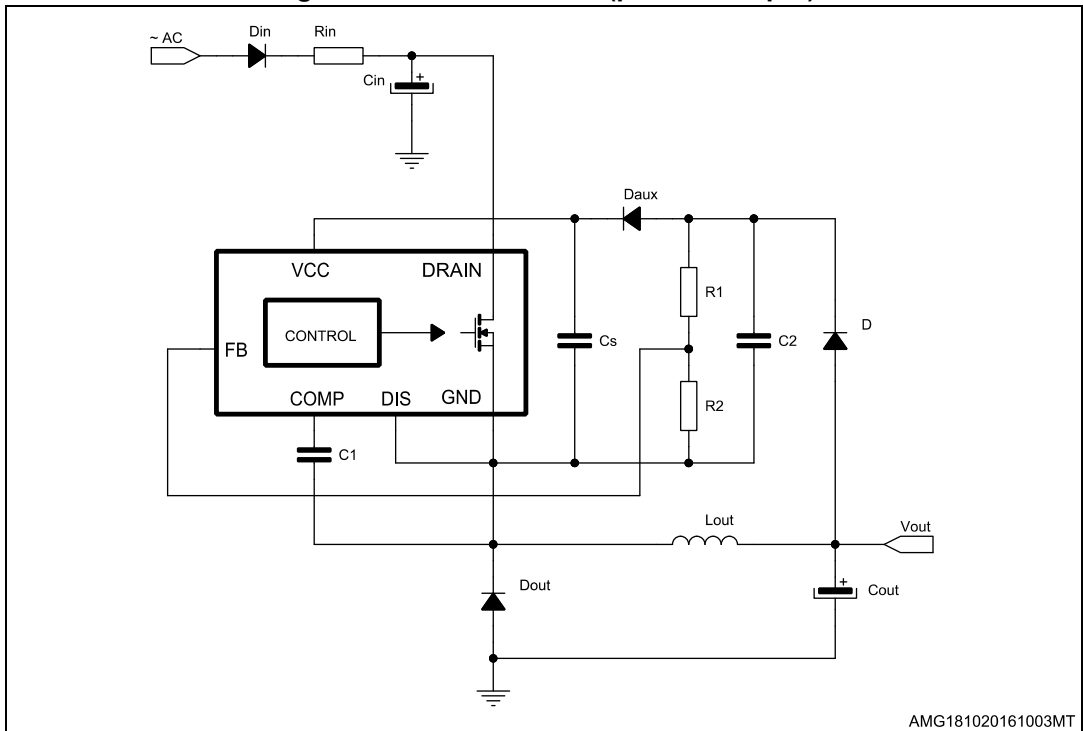 ~ AC
Din
Rin
Cin
+
Daux
VCC
DRAIN
R1
D
CONTROL
FB
Cs
C2
R2
COMP
DIS
GND
C1
Lout
Vout
Dout
+
Cout
AMG181020161003MT